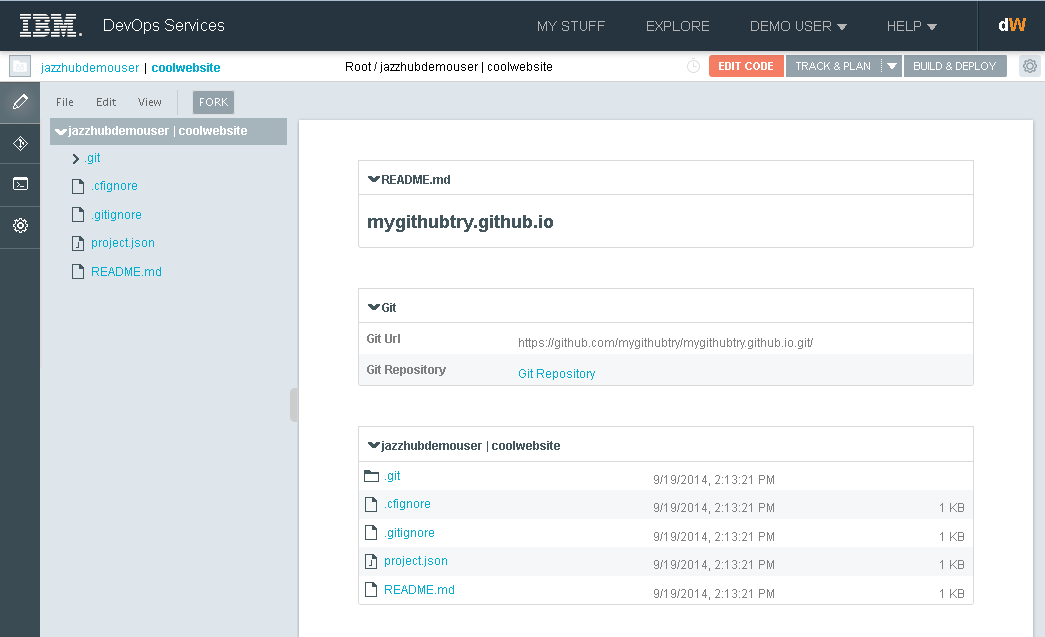 IBM. DevOps Services MY STUFF EXPLORE DEMO USER HELP dW
jazzhubdemouser | coolwebsite Root / jazzhubdemouser | coolwebsite EDIT CODE TRACK & PLAN BUILD & DEPLOY
File Edit View FORK
jazzhubdemouser | coolwebsite
.git
.cfignore
.gitignore
project.json
README.md
README.md
mygithubtry.github.io
Git
Git Url https://github.com/mygithubtry/mygithubtry.github.io.git/
Git Repository Git Repository
jazzhubdemouser | coolwebsite
.git 9/19/2014, 2:13:21 PM
.cfignore 9/19/2014, 2:13:21 PM 1 KB
.gitignore 9/19/2014, 2:13:21 PM 1 KB
project.json 9/19/2014, 2:13:21 PM 1 KB
README.md 9/19/2014, 2:13:21 PM 1 KB